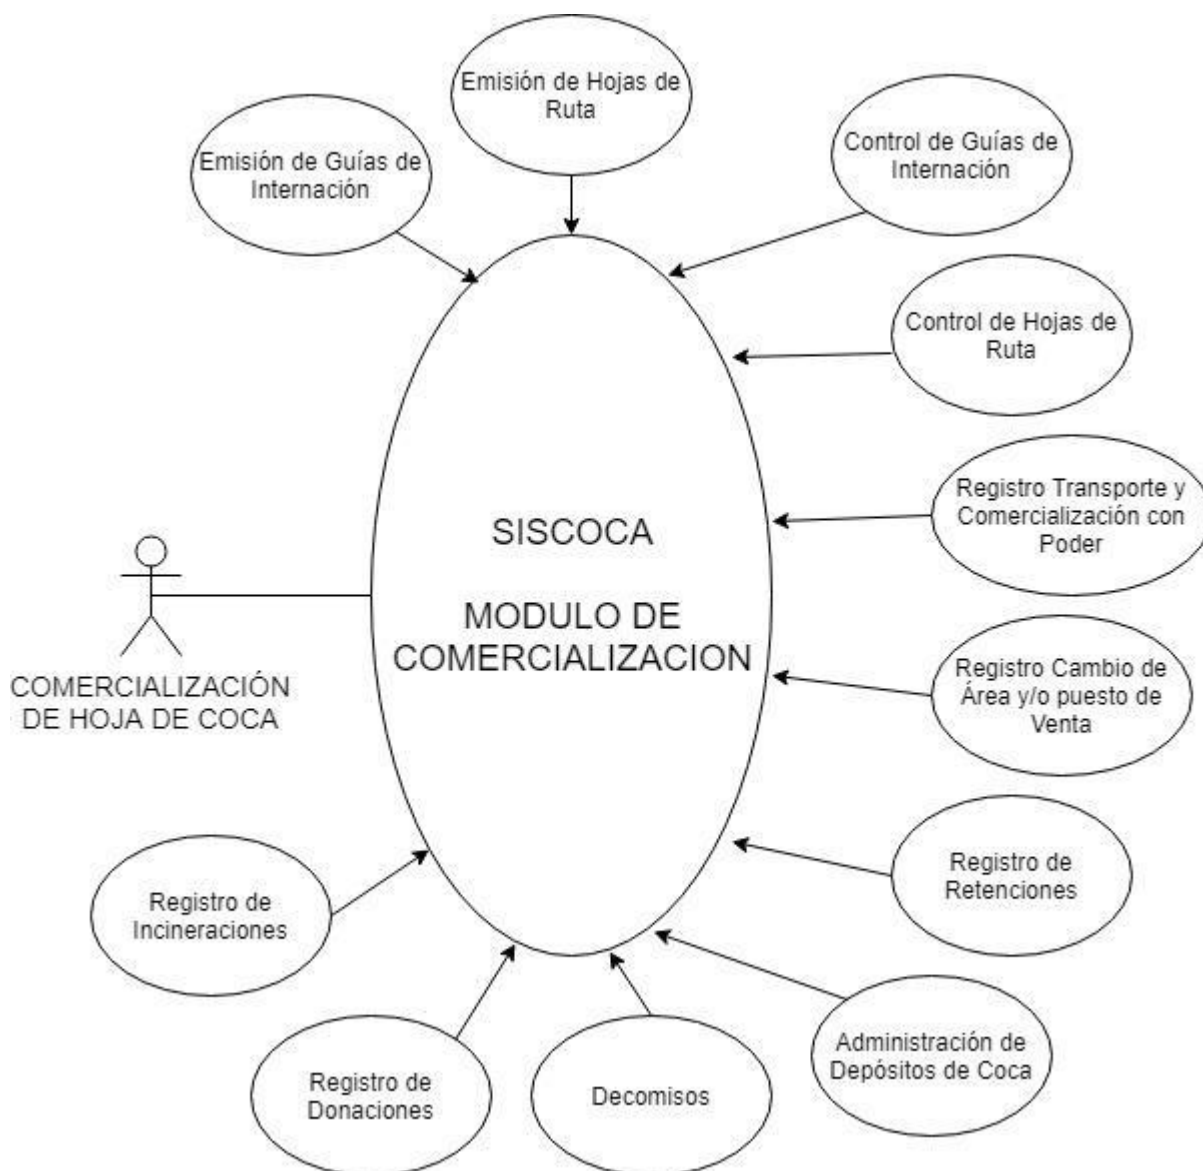 Emisión de Hojas de
Ruta
Emisión de Guías de
Internación
Control de Guías de
Internación
Control de Hojas de
Ruta
Registro Transporte y
Comercialización con
Poder
SISCOCA
MODULO DE
COMERCIALIZACION
COMERCIALIZACIÓN
DE HOJA DE COCA
Registro Cambio de
Área y/o puesto de
Venta
Registro de
Retenciones
Registro de
Incineraciones
Administración de
Depósitos de Coca
Registro de
Donaciones
Decomisos